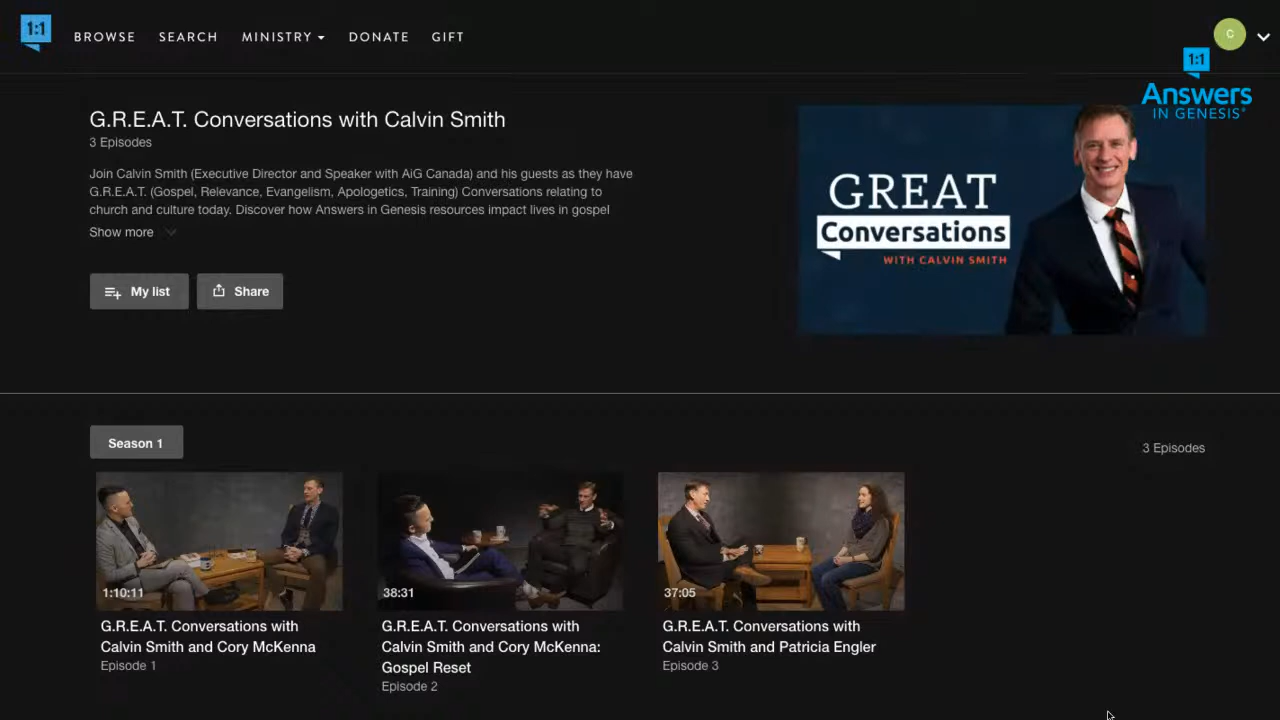 1:1
BROWSE
SEARCH
MINISTRY
DONATE
GIFT
C
1:1
Answers
IN GENESIS®
G.R.E.A.T. Conversations with Calvin Smith
3 Episodes
Join Calvin Smith (Executive Director and Speaker with AiG Canada) and his guests as they have
G.R.E.A.T. (Gospel, Relevance, Evangelism, Apologetics, Training) Conversations relating to
church and culture today. Discover how Answers in Genesis resources impact lives in gospel
Show more
My list
Share
GREAT
Conversations
WITH CALVIN SMITH
Season 1
3 Episodes
1:10:11
G.R.E.A.T. Conversations with
Calvin Smith and Cory McKenna
Episode 1
38:31
G.R.E.A.T. Conversations with
Calvin Smith and Cory McKenna:
Gospel Reset
Episode 2
37:05
G.R.E.A.T. Conversations with
Calvin Smith and Patricia Engler
Episode 3